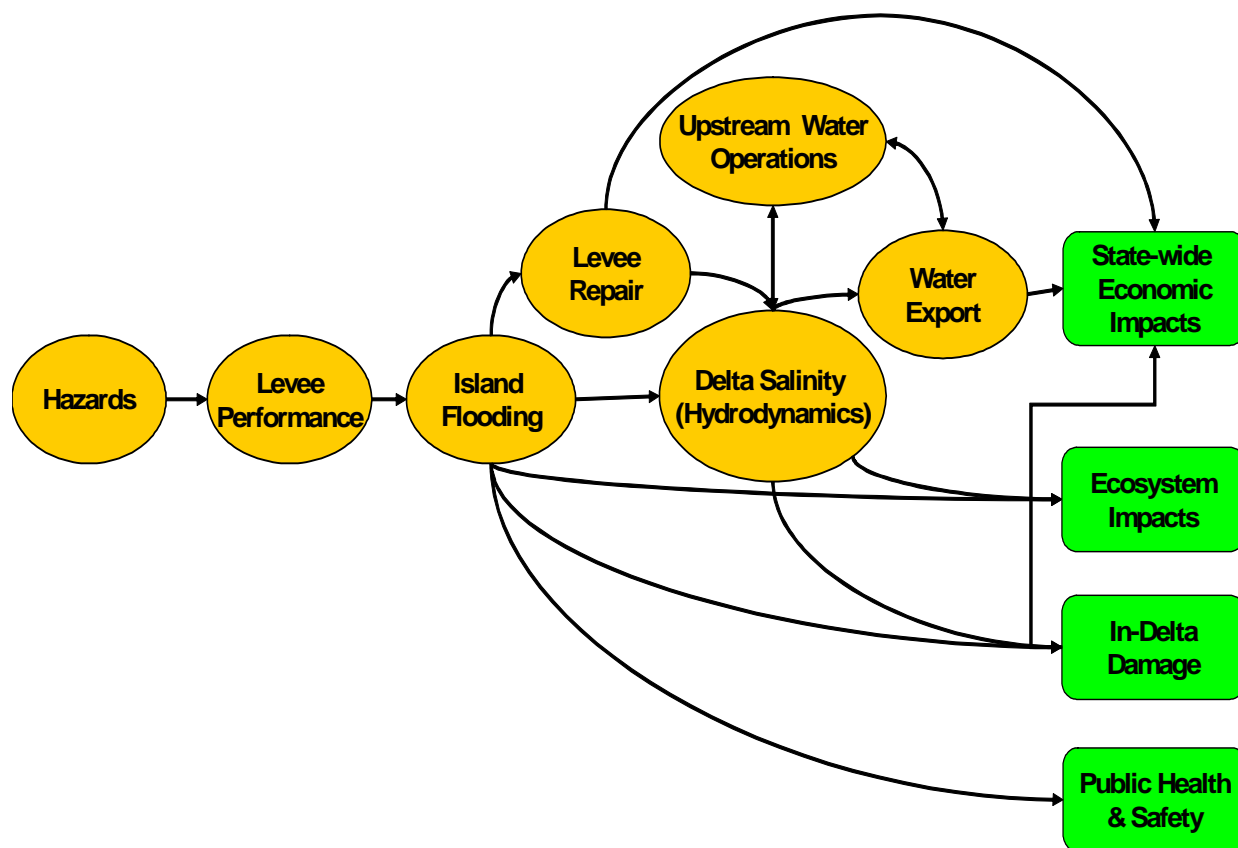 Upstream Water
Operations
Levee
Repair
Water
Export
State-wide
Economic
Impacts
Hazards
Levee
Performance
Island
Flooding
Delta Salinity
(Hydrodynamics)
Ecosystem
Impacts
In-Delta
Damage
Public Health
& Safety